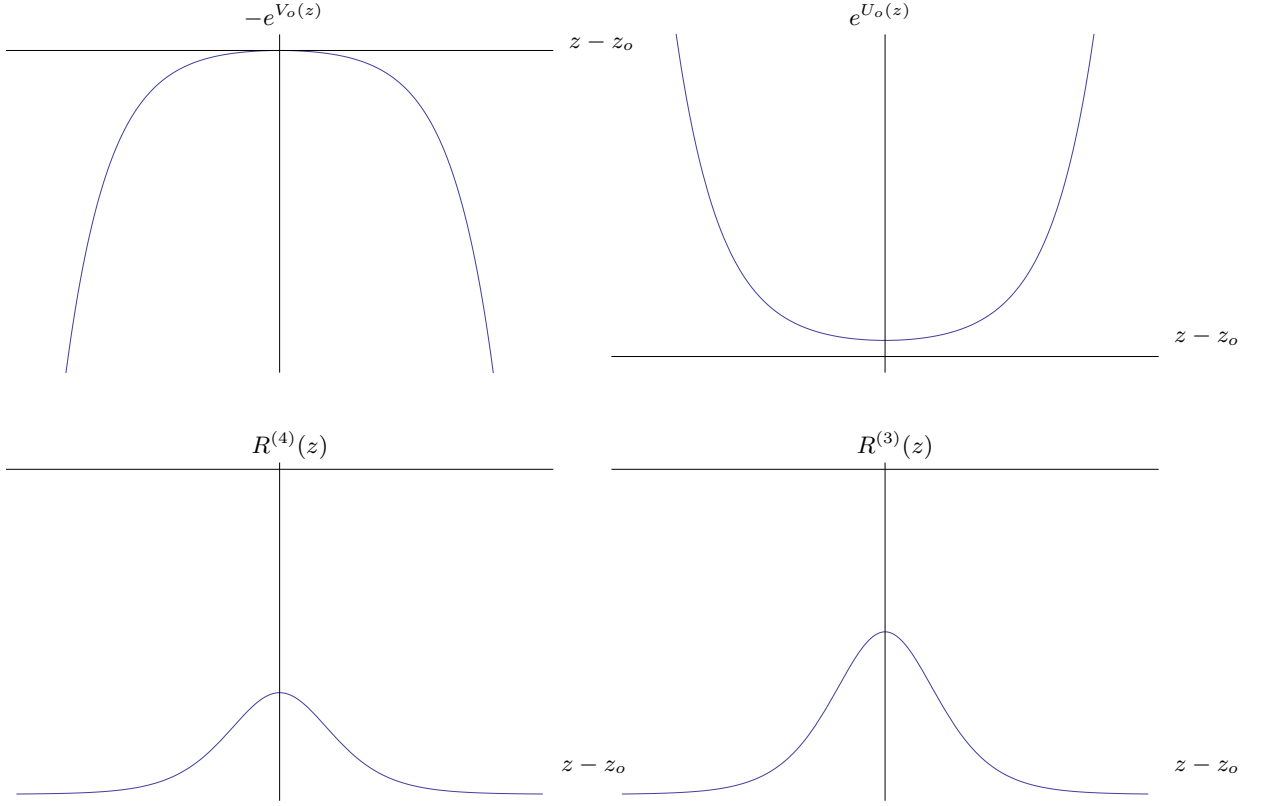 −e^{V_o(z)}
z − z_o
e^{U_o(z)}
z − z_o
R^{(4)}(z)
z − z_o
R^{(3)}(z)
z − z_o